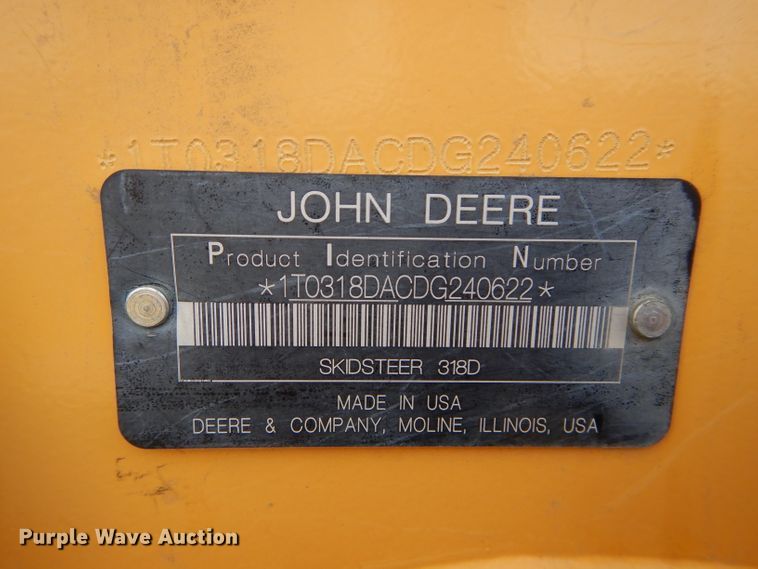 *1T0318DACDG240622*
JOHN DEERE
Product Identification Number
*1T0318DACDG240622*
SKIDSTEER 318D
MADE IN USA
DEERE & COMPANY, MOLINE, ILLINOIS, USA
Purple Wave Auction